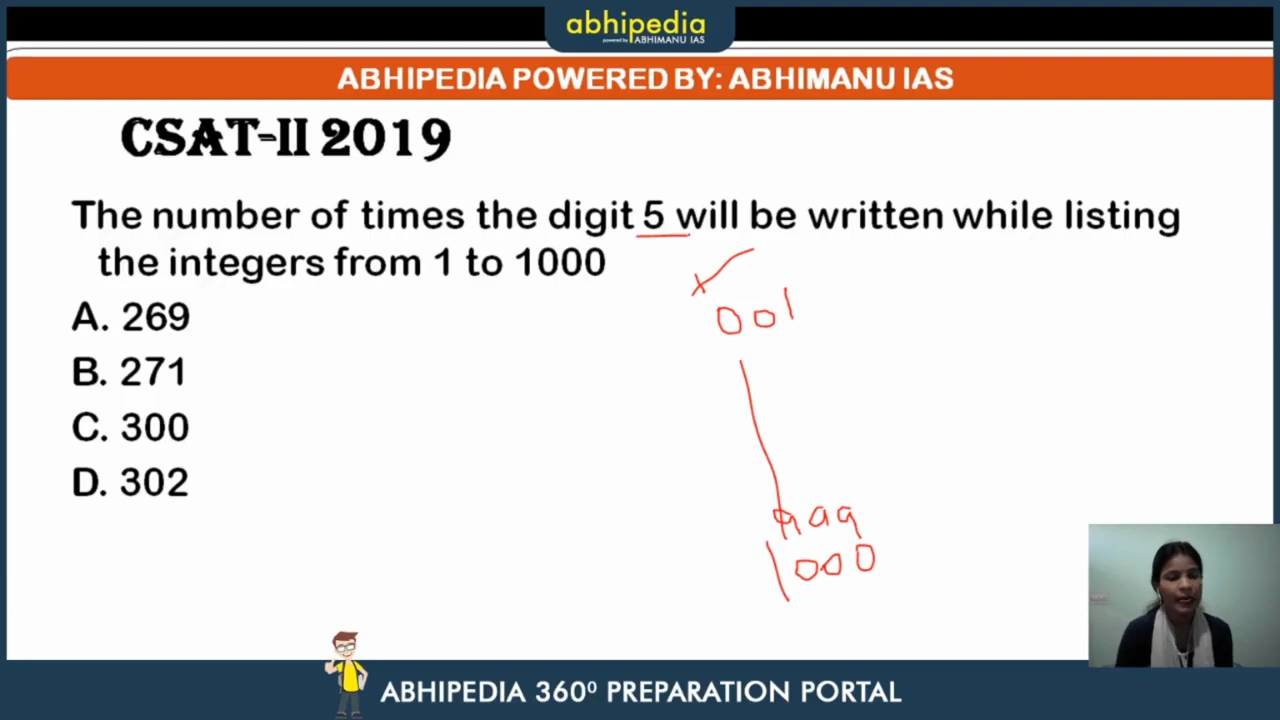 abhipedia
powered by ABHIMANU IAS
ABHIPEDIA POWERED BY: ABHIMANU IAS
CSAT-II 2019
The number of times the digit 5 will be written while listing
the integers from 1 to 1000
A. 269
B. 271
C. 300
D. 302
001
999
1000
ABHIPEDIA 360⁰ PREPARATION PORTAL